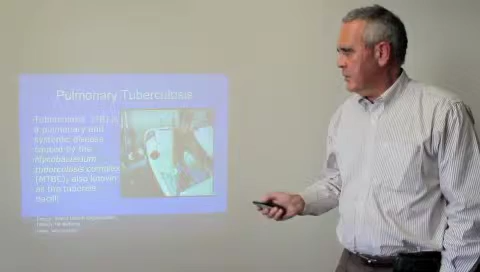 Pulmonary Tuberculosis
Tuberculosis (TB),
a pulmonary and
systemic disease
caused by the
Mycobacterium
tuberculosis complex
(MTBC), also known
as the tubercle
bacilli